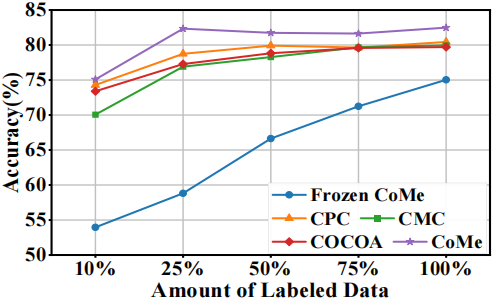 85
80
75
70
65
60
55
50
Accuracy(%)
Frozen CoMe
CPC CMC
COCOA CoMe
10% 25% 50% 75% 100%
Amount of Labeled Data